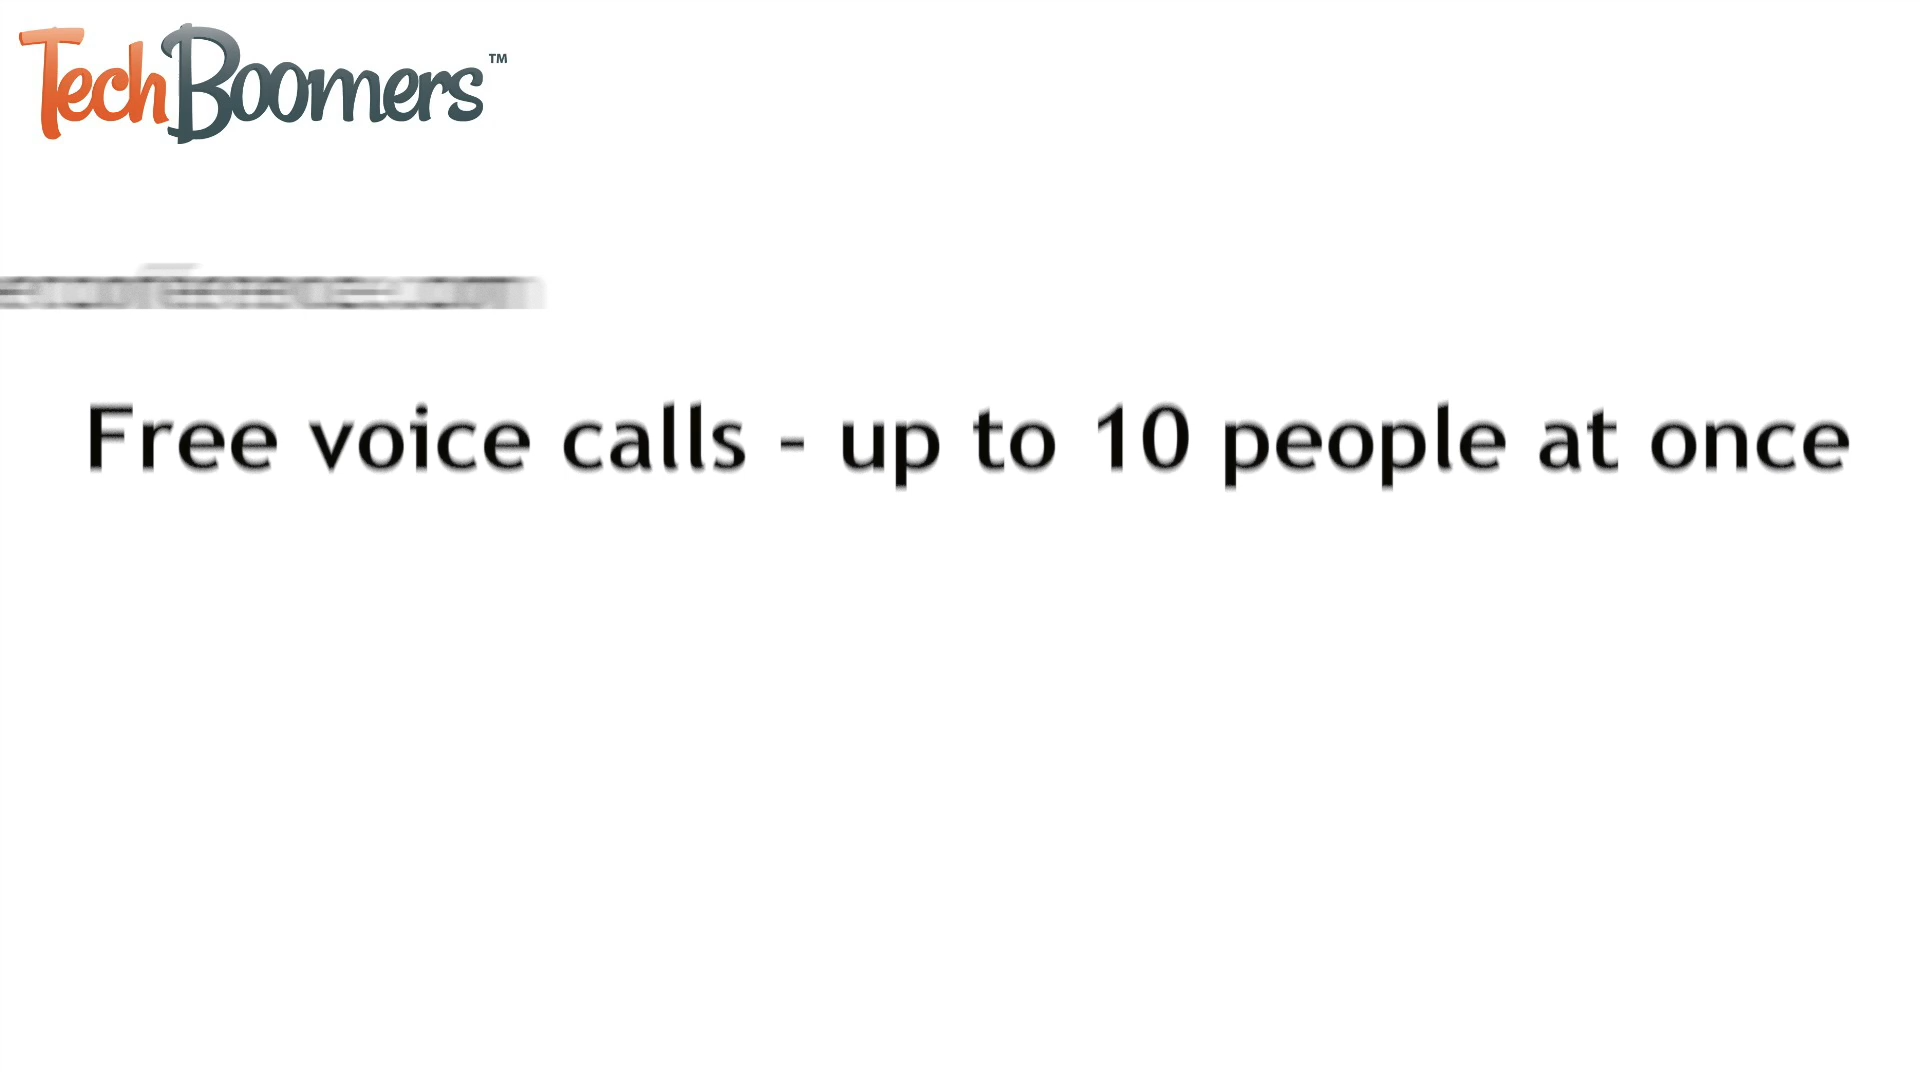 TechBoomers™
Free voice calls - up to 10 people at once